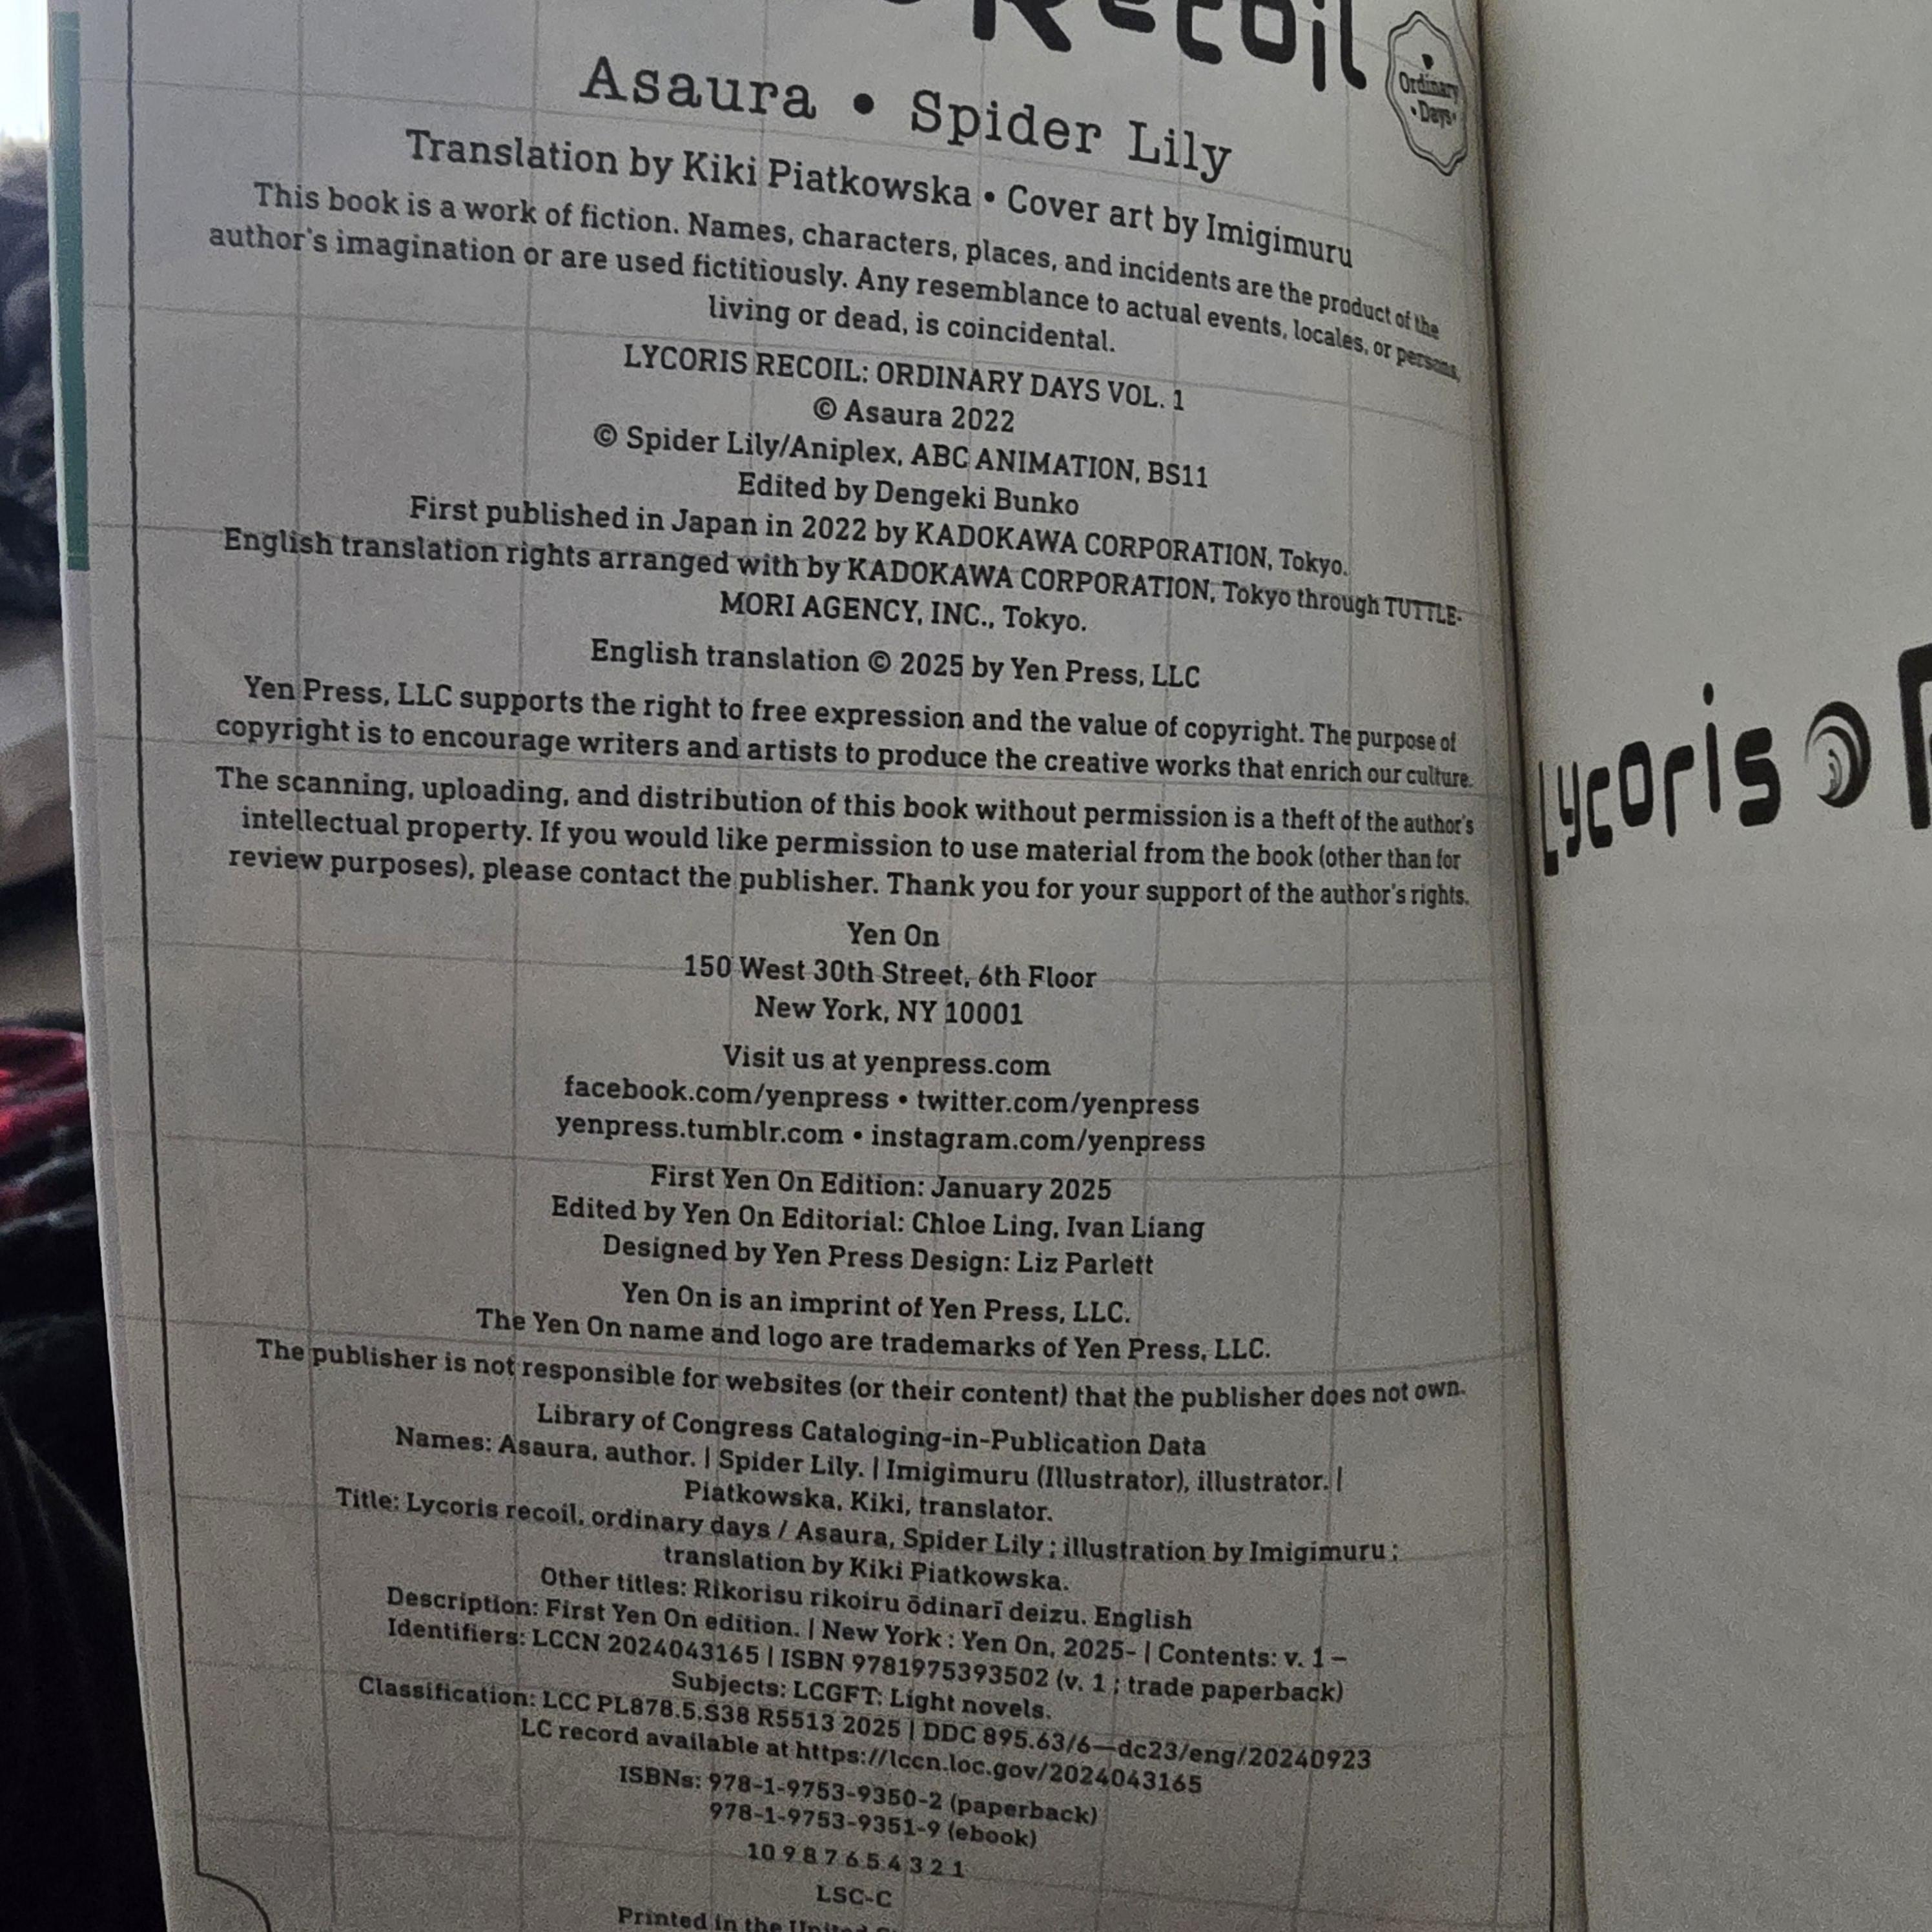 Recoil
Ordinary
Days
Asaura • Spider Lily
Translation by Kiki Piatkowska • Cover art by Imigimuru
This book is a work of fiction. Names, characters, places, and incidents are the product of the
author's imagination or are used fictitiously. Any resemblance to actual events, locales, or persons,
living or dead, is coincidental.
LYCORIS RECOIL: ORDINARY DAYS VOL. 1
© Asaura 2022
© Spider Lily/Aniplex, ABC ANIMATION, BS11
Edited by Dengeki Bunko
First published in Japan in 2022 by KADOKAWA CORPORATION, Tokyo.
English translation rights arranged with by KADOKAWA CORPORATION, Tokyo through TUTTLE-
MORI AGENCY, INC., Tokyo.
English translation © 2025 by Yen Press, LLC
Yen Press, LLC supports the right to free expression and the value of copyright. The purpose of
copyright is to encourage writers and artists to produce the creative works that enrich our culture.
The scanning, uploading, and distribution of this book without permission is a theft of the author's
intellectual property. If you would like permission to use material from the book (other than for
review purposes), please contact the publisher. Thank you for your support of the author's rights.
Yen On
150 West 30th Street, 6th Floor
New York, NY 10001
Visit us at yenpress.com
facebook.com/yenpress • twitter.com/yenpress
yenpress.tumblr.com • instagram.com/yenpress
First Yen On Edition: January 2025
Edited by Yen On Editorial: Chloe Ling, Ivan Liang
Designed by Yen Press Design: Liz Parlett
Yen On is an imprint of Yen Press, LLC.
The Yen On name and logo are trademarks of Yen Press, LLC.
The publisher is not responsible for websites (or their content) that the publisher does not own.
Library of Congress Cataloging-in-Publication Data
Names: Asaura, author. | Spider Lily. | Imigimuru (Illustrator), illustrator. |
Piatkowska, Kiki, translator.
Title: Lycoris recoil, ordinary days / Asaura, Spider Lily ; illustration by Imigimuru ;
translation by Kiki Piatkowska.
Other titles: Rikorisu rikoiru ōdinarī deizu. English
Description: First Yen On edition. | New York : Yen On, 2025- | Contents: v. 1 –
Identifiers: LCCN 2024043165 | ISBN 9781975393502 (v. 1 ; trade paperback)
Subjects: LCGFT: Light novels.
Classification: LCC PL878.5.S38 R5513 2025 | DDC 895.63/6—dc23/eng/20240923
LC record available at https://lccn.loc.gov/2024043165
ISBNs: 978-1-9753-9350-2 (paperback)
978-1-9753-9351-9 (ebook)
10 9 8 7 6 5 4 3 2 1
LSC-C
Printed in the United
Lycoris